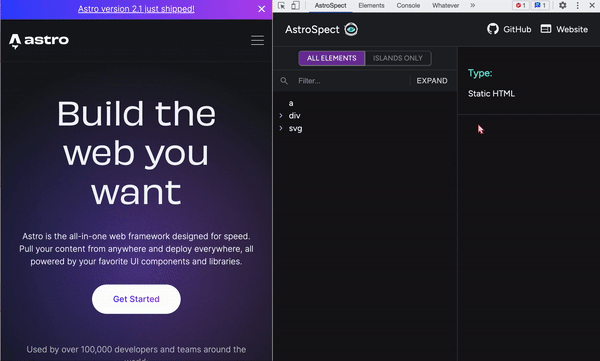 Astro version 2.1 just shipped!
astro
Build the
web you
want
Astro is the all-in-one web framework designed for speed.
Pull your content from anywhere and deploy everywhere, all
powered by your favorite UI components and libraries.
Get Started
Used by over 100,000 developers and teams around the
world
AstroSpect Elements Console Whatever » 1 1
AstroSpect
GitHub Website
ALL ELEMENTS ISLANDS ONLY
Filter... EXPAND
a
div
svg
Type:
Static HTML